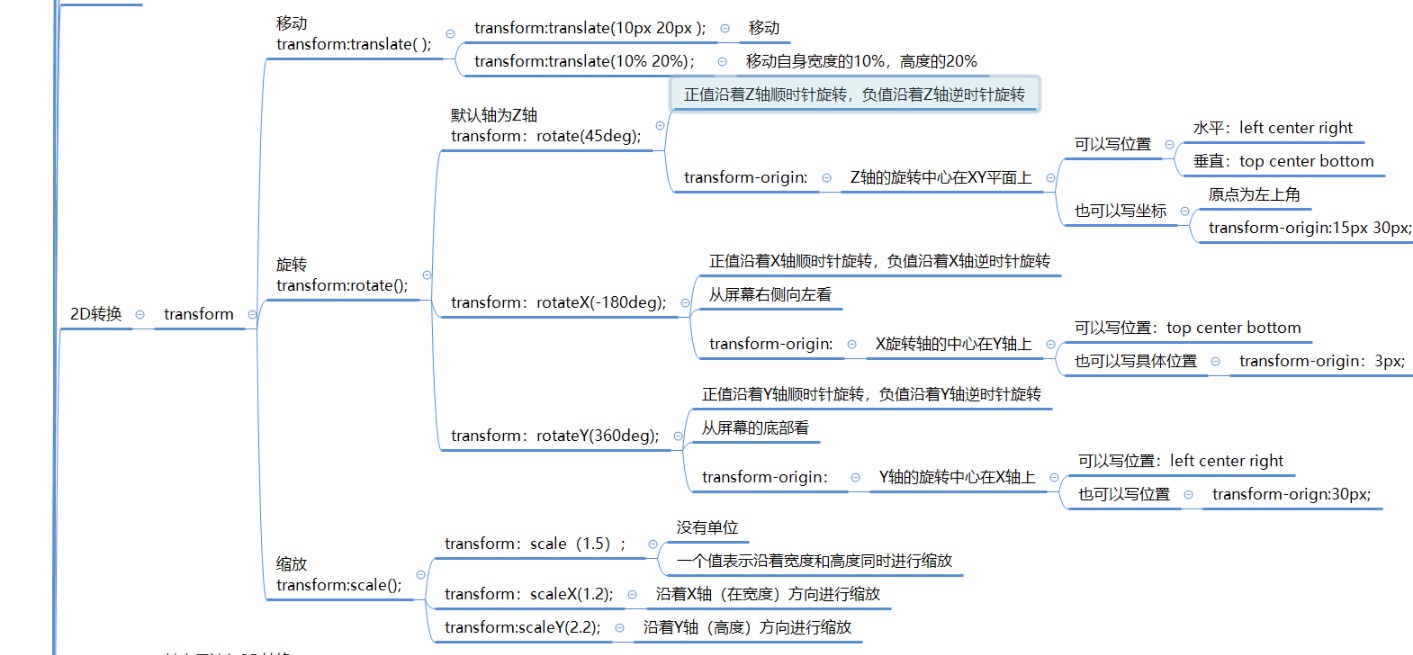 移动
transform:translate( );
transform:translate(10px 20px );
移动
transform:translate(10% 20%);
移动自身宽度的10%，高度的20%
默认轴为Z轴
transform：rotate(45deg);
正值沿着Z轴顺时针旋转，负值沿着Z轴逆时针旋转
transform-origin:
Z轴的旋转中心在XY平面上
可以写位置
水平：left center right
垂直：top center bottom
也可以写坐标
原点为左上角
transform-origin:15px 30px;
旋转
transform:rotate();
transform：rotateX(-180deg);
正值沿着X轴顺时针旋转，负值沿着X轴逆时针旋转
从屏幕右侧向左看
transform-origin:
X旋转轴的中心在Y轴上
可以写位置：top center bottom
也可以写具体位置
transform-origin：3px;
2D转换
transform
transform：rotateY(360deg);
正值沿着Y轴顺时针旋转，负值沿着Y轴逆时针旋转
从屏幕的底部看
transform-origin：
Y轴的旋转中心在X轴上
可以写位置：left center right
也可以写位置
transform-orign:30px;
缩放
transform:scale();
transform：scale（1.5）;
没有单位
一个值表示沿着宽度和高度同时进行缩放
transform：scaleX(1.2);
沿着X轴（在宽度）方向进行缩放
transform:scaleY(2.2);
沿着Y轴（高度）方向进行缩放